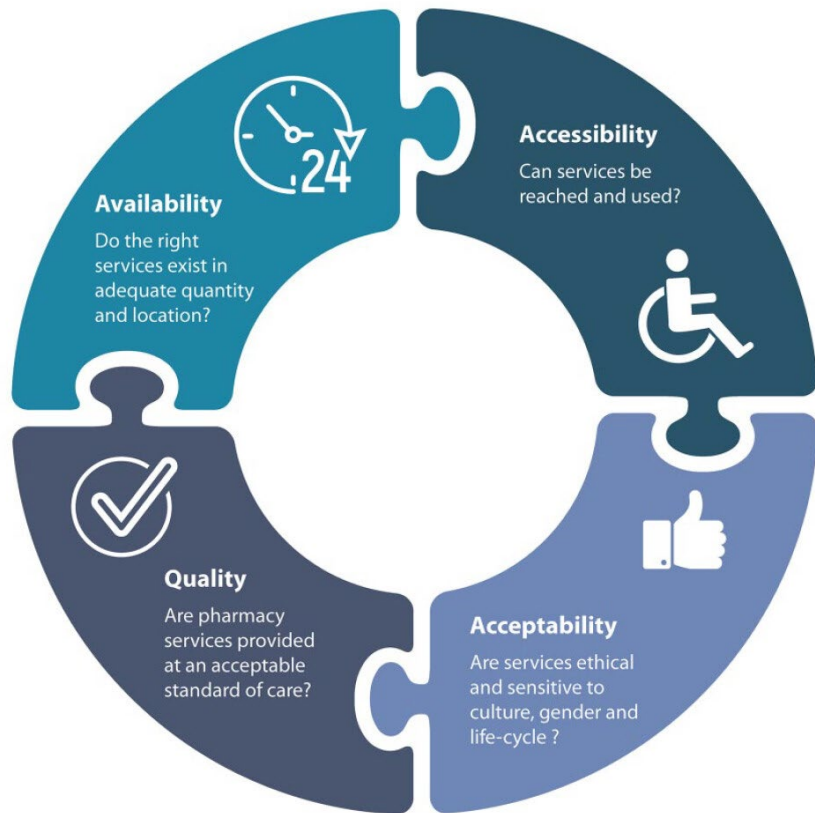 24
Availability
Do the right
services exist in
adequate quantity
and location?
Accessibility
Can services be
reached and used?
Quality
Are pharmacy
services provided
at an acceptable
standard of care?
Acceptability
Are services ethical
and sensitive to
culture, gender and
life-cycle ?